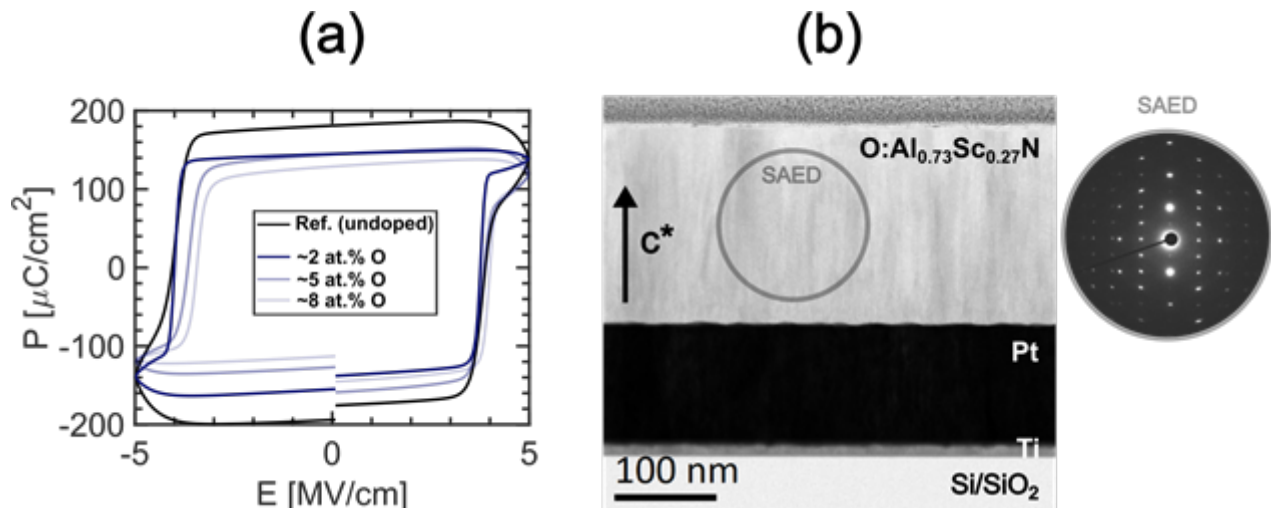 (a)
(b)
200
100
0
-100
-200
-5
0
5
P [μC/cm²]
E [MV/cm]
Ref. (undoped)
~2 at.% O
~5 at.% O
~8 at.% O
O:Al₀.₇₃Sc₀.₂₇N
SAED
C*
Pt
Ti
100 nm
Si/SiO₂
SAED